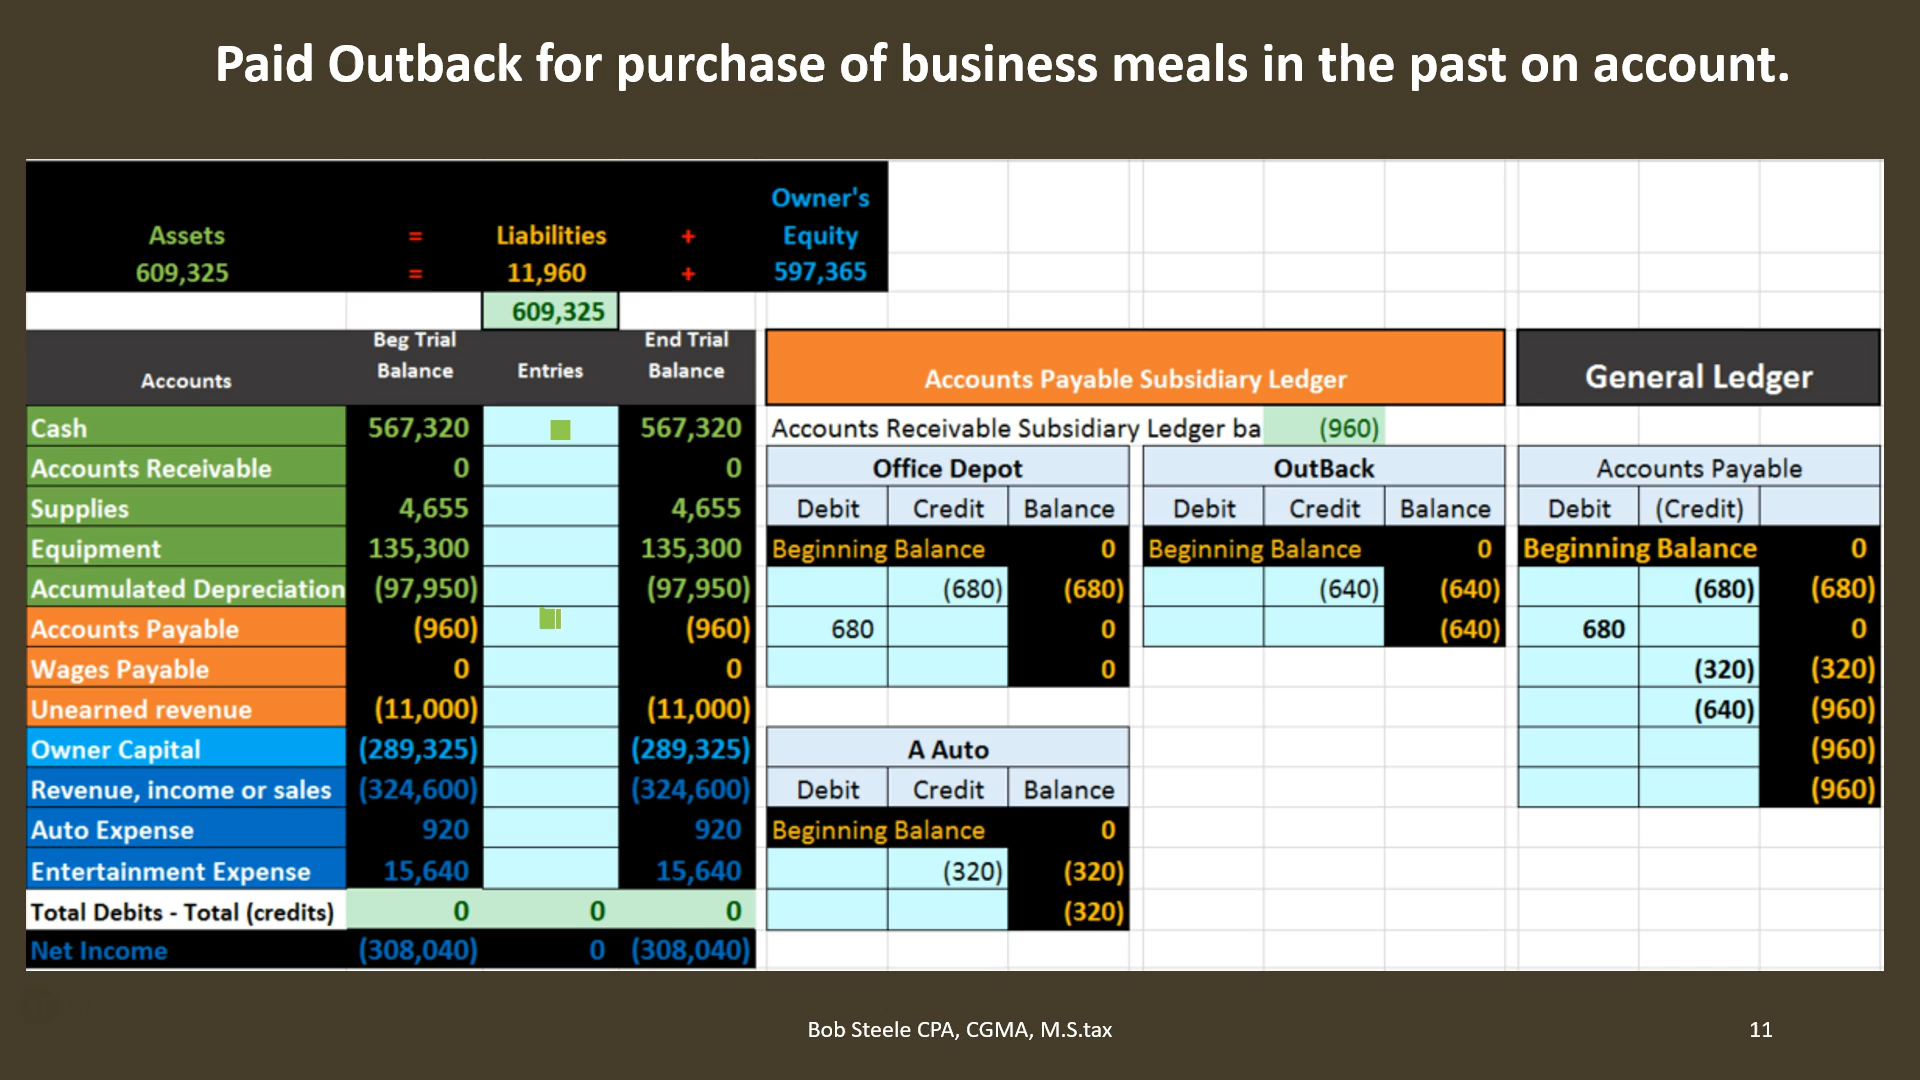 Paid Outback for purchase of business meals in the past on account.
Owner's
Assets = Liabilities + Equity
609,325 = 11,960 + 597,365
609,325
Accounts Beg Trial Balance Entries End Trial Balance
Cash 567,320 567,320
Accounts Receivable 0 0
Supplies 4,655 4,655
Equipment 135,300 135,300
Accumulated Depreciation (97,950) (97,950)
Accounts Payable (960) (960)
Wages Payable 0 0
Unearned revenue (11,000) (11,000)
Owner Capital (289,325) (289,325)
Revenue, income or sales (324,600) (324,600)
Auto Expense 920 920
Entertainment Expense 15,640 15,640
Total Debits - Total (credits) 0 0 0
Net Income (308,040) 0 (308,040)
Accounts Payable Subsidiary Ledger
Accounts Receivable Subsidiary Ledger ba (960)
Office Depot
Debit Credit Balance
Beginning Balance 0
(680) (680)
680 0
0
OutBack
Debit Credit Balance
Beginning Balance 0
(640) (640)
(640)
A Auto
Debit Credit Balance
Beginning Balance 0
(320) (320)
(320)
General Ledger
Accounts Payable
Debit (Credit)
Beginning Balance 0
(680) (680)
680 0
(320) (320)
(640) (960)
(960)
(960)
Bob Steele CPA, CGMA, M.S.tax
11